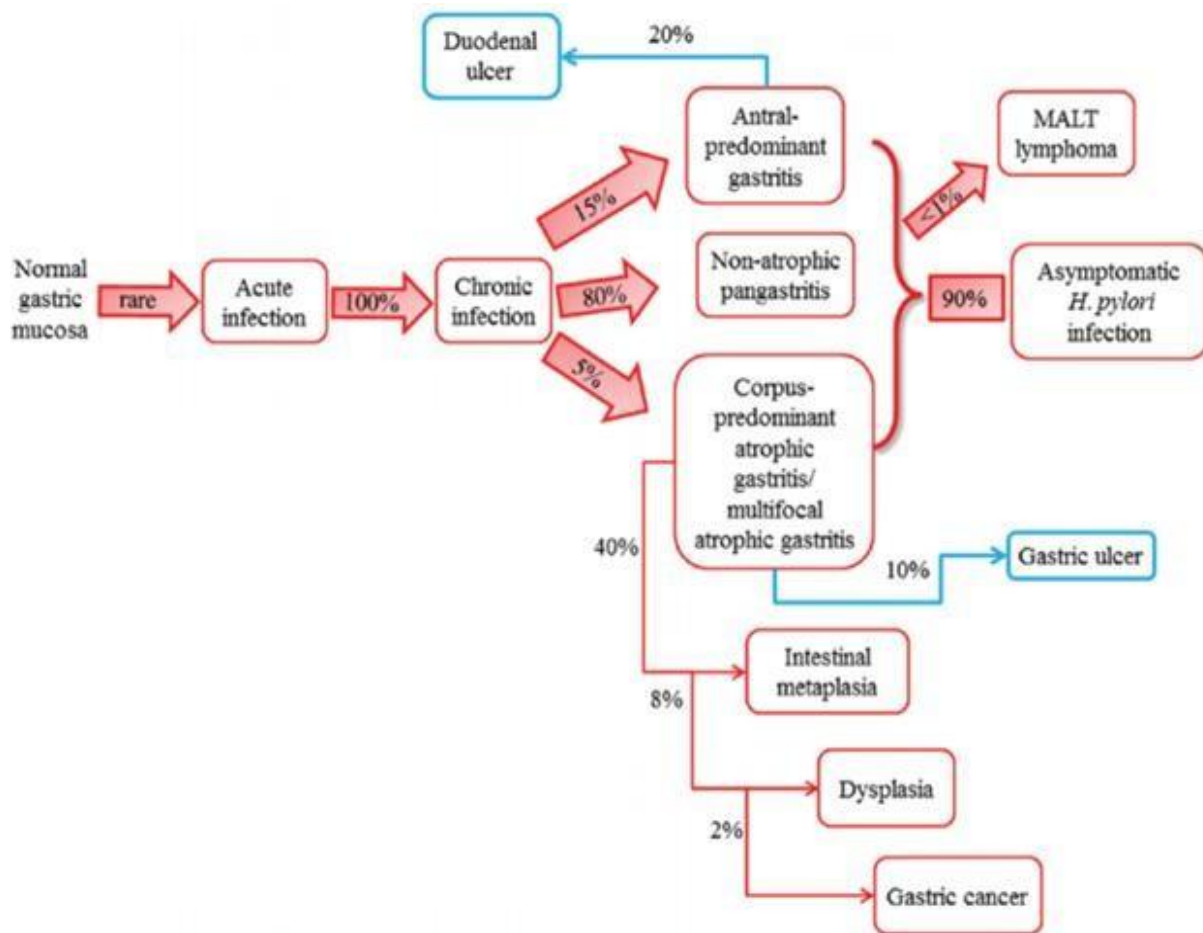 Duodenal
ulcer
20%
Antral-
predominant
gastritis
MALT
lymphoma
15%
<1%
Normal
gastric
mucosa
rare
Acute
infection
100%
Chronic
infection
80%
Non-atrophic
pangastritis
90%
Asymptomatic
H. pylori
infection
5%
Corpus-
predominant
atrophic
gastritis/
multifocal
atrophic gastritis
40%
10%
Gastric ulcer
Intestinal
metaplasia
8%
Dysplasia
2%
Gastric cancer